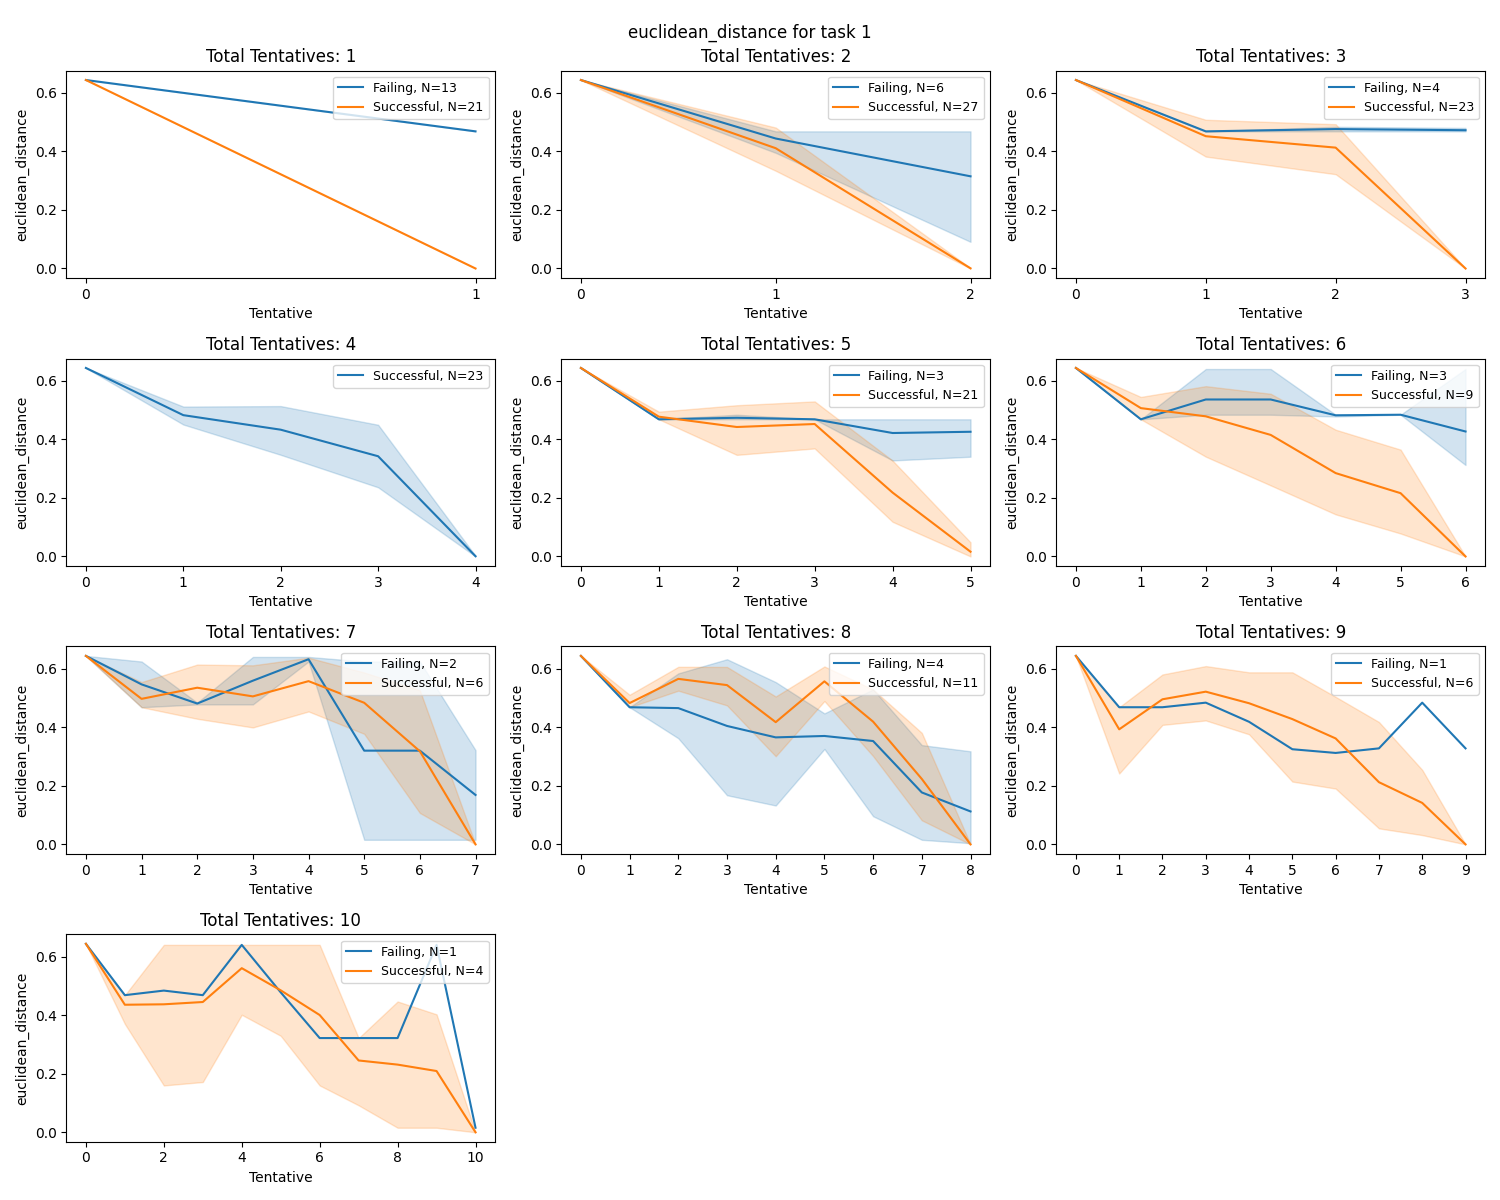 euclidean_distance for task 1
Total Tentatives: 1
euclidean_distance
0.6
0.4
0.2
0.0
Failing, N=13
Successful, N=21
0 1
Tentative
Total Tentatives: 2
euclidean_distance
0.6
0.4
0.2
0.0
Failing, N=6
Successful, N=27
0 1 2
Tentative
Total Tentatives: 3
euclidean_distance
0.6
0.4
0.2
0.0
Failing, N=4
Successful, N=23
0 1 2 3
Tentative
Total Tentatives: 4
euclidean_distance
0.6
0.4
0.2
0.0
Successful, N=23
0 1 2 3 4
Tentative
Total Tentatives: 5
euclidean_distance
0.6
0.4
0.2
0.0
Failing, N=3
Successful, N=21
0 1 2 3 4 5
Tentative
Total Tentatives: 6
euclidean_distance
0.6
0.4
0.2
0.0
Failing, N=3
Successful, N=9
0 1 2 3 4 5 6
Tentative
Total Tentatives: 7
euclidean_distance
0.6
0.4
0.2
0.0
Failing, N=2
Successful, N=6
0 1 2 3 4 5 6 7
Tentative
Total Tentatives: 8
euclidean_distance
0.6
0.4
0.2
0.0
Failing, N=4
Successful, N=11
0 1 2 3 4 5 6 7 8
Tentative
Total Tentatives: 9
euclidean_distance
0.6
0.4
0.2
0.0
Failing, N=1
Successful, N=6
0 1 2 3 4 5 6 7 8 9
Tentative
Total Tentatives: 10
euclidean_distance
0.6
0.4
0.2
0.0
Failing, N=1
Successful, N=4
0 2 4 6 8 10
Tentative